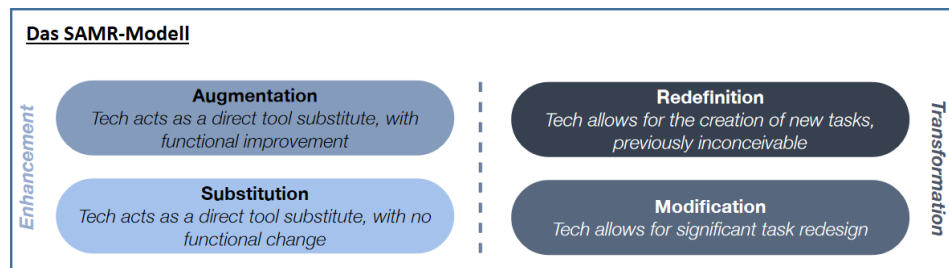 Das SAMR-Modell
Enhancement
Augmentation
Tech acts as a direct tool substitute, with
functional improvement
Substitution
Tech acts as a direct tool substitute, with no
functional change
Redefinition
Tech allows for the creation of new tasks,
previously inconceivable
Modification
Tech allows for significant task redesign
Transformation